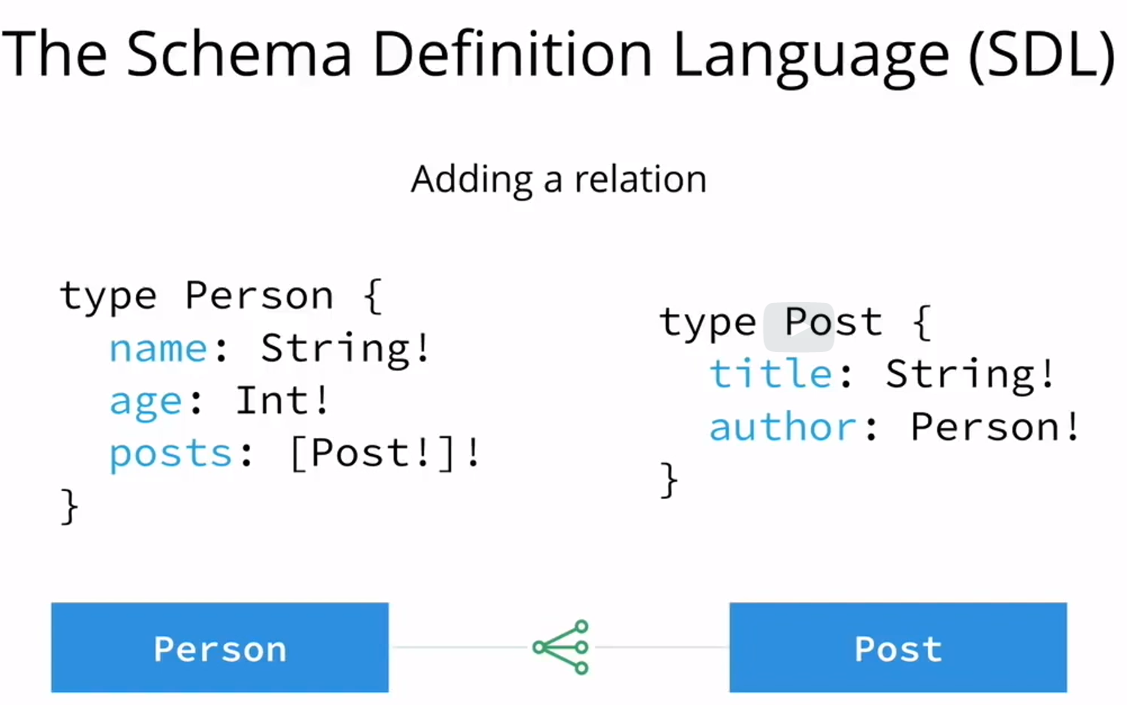 The Schema Definition Language (SDL)
Adding a relation
type Person {
  name: String!
  age: Int!
  posts: [Post!]!
}
type Post {
  title: String!
  author: Person!
}
Person
Post